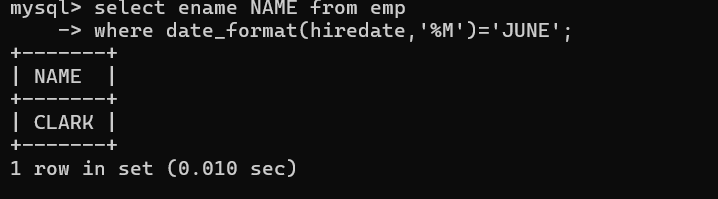 mysql> select ename NAME from emp
    -> where date_format(hiredate,'%M')='JUNE';
+-------+
| NAME  |
+-------+
| CLARK |
+-------+
1 row in set (0.010 sec)